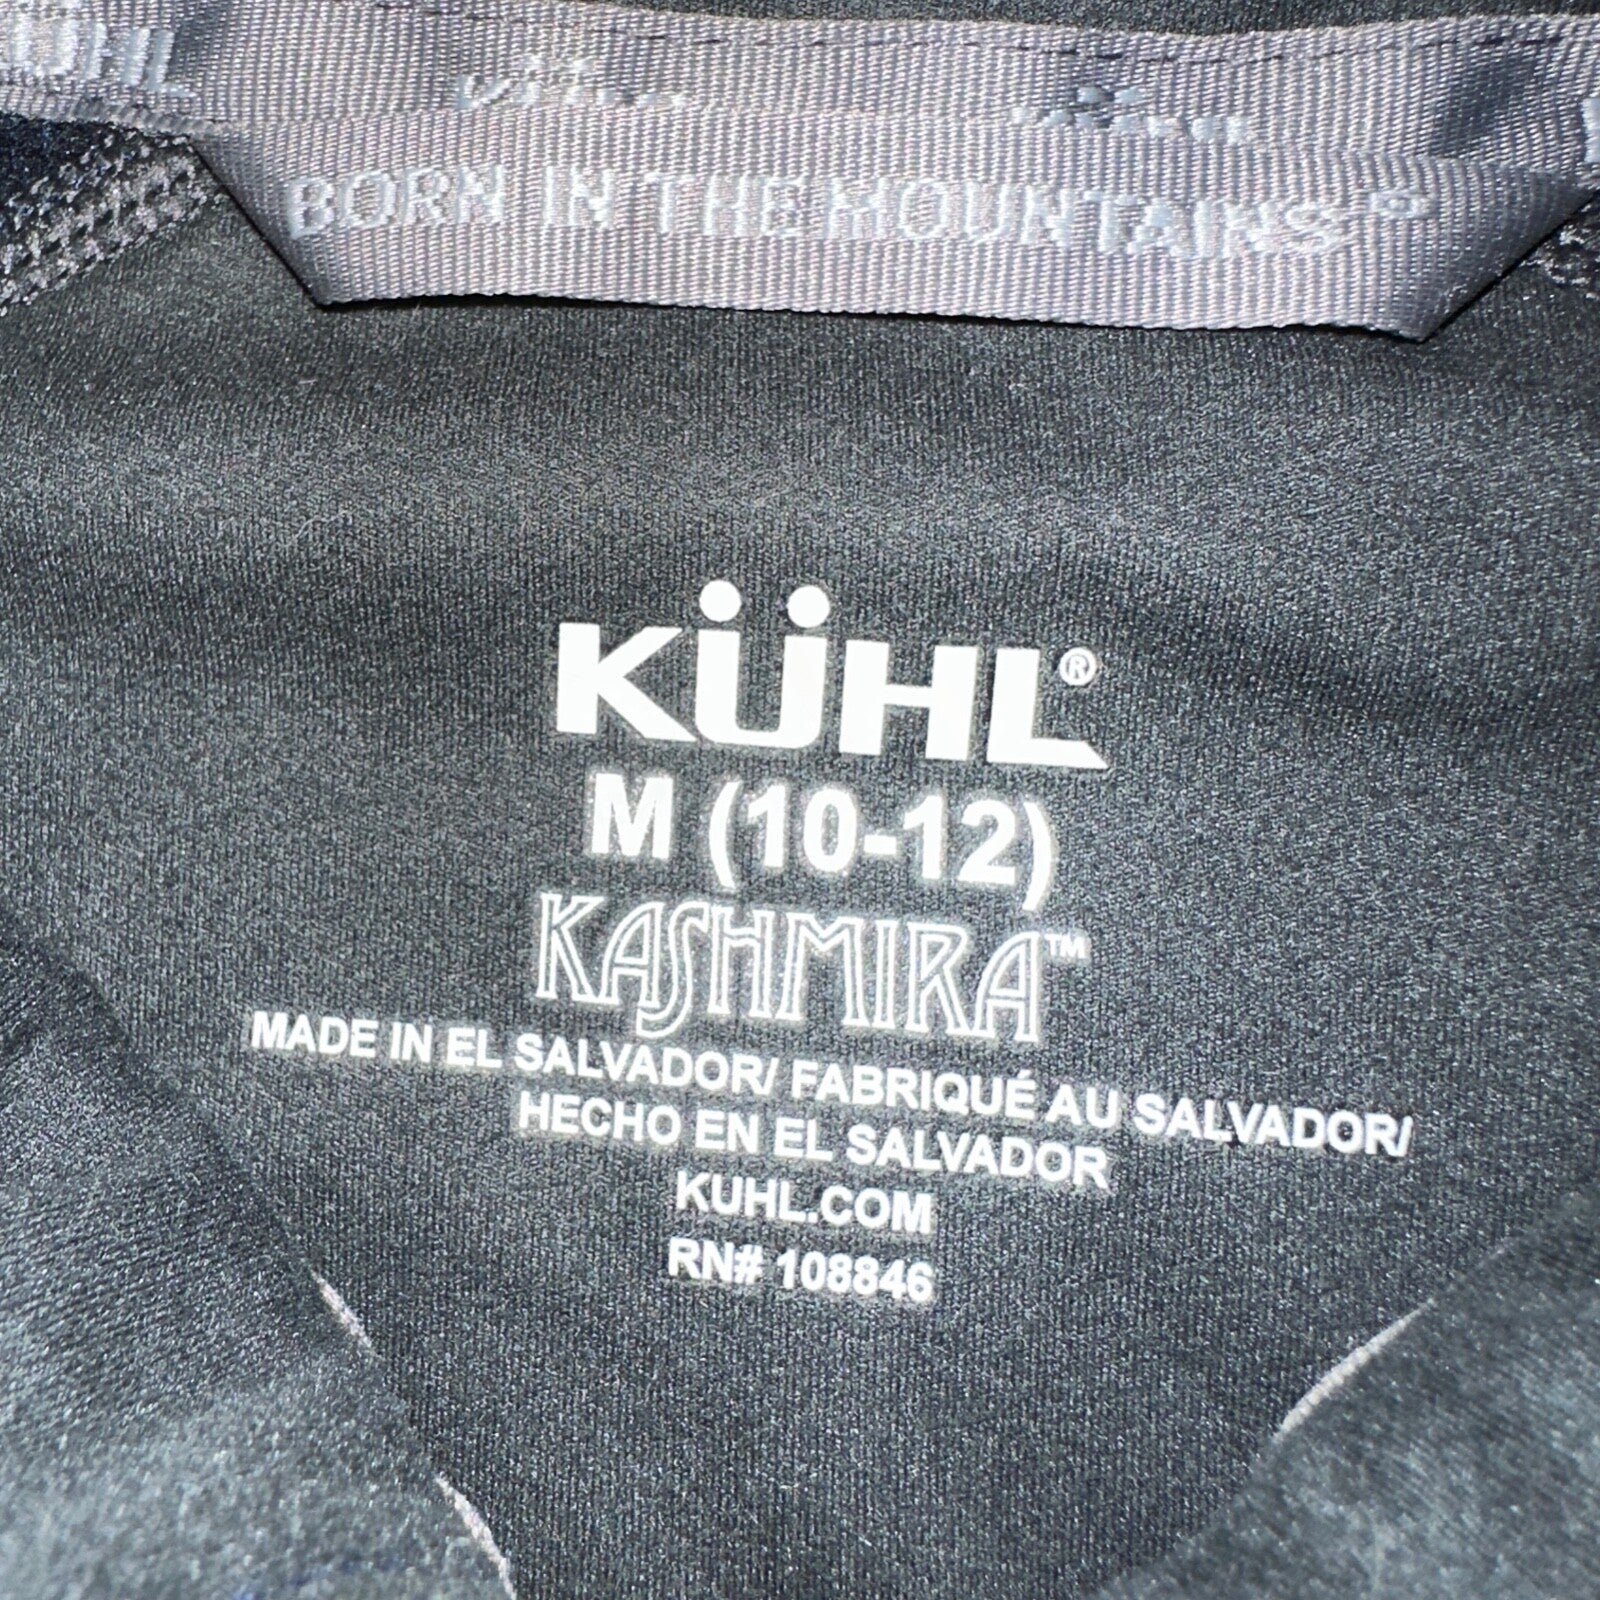 BORN IN THE MOUNTAINS®
KÜHL®
M (10-12)
KASHMIRA™
MADE IN EL SALVADOR/ FABRIQUÉ AU SALVADOR/
HECHO EN EL SALVADOR
KUHL.COM
RN# 108846